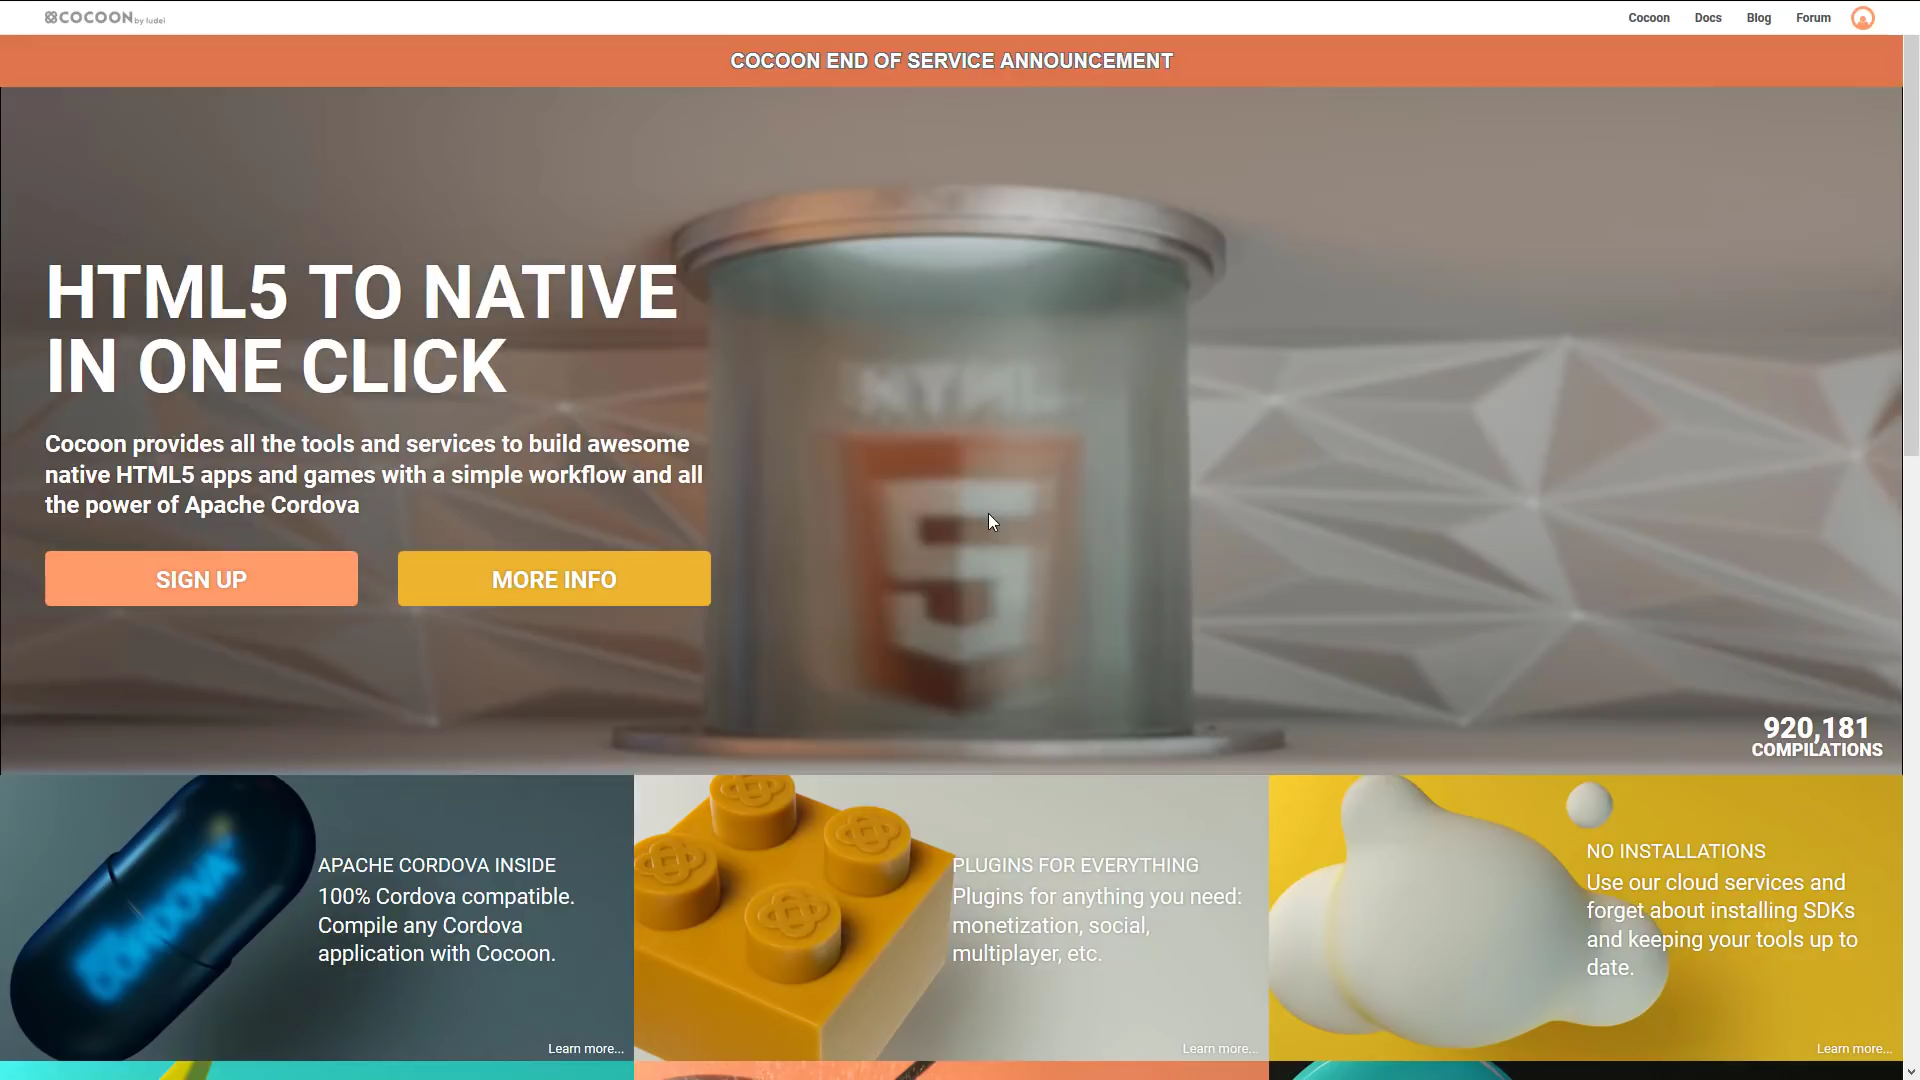 COCOON by ludei
Cocoon Docs Blog Forum
COCOON END OF SERVICE ANNOUNCEMENT
HTML5 TO NATIVE
IN ONE CLICK
Cocoon provides all the tools and services to build awesome
native HTML5 apps and games with a simple workflow and all
the power of Apache Cordova
SIGN UP
MORE INFO
HTML
5
920,181
COMPILATIONS
CORDOVA
APACHE CORDOVA INSIDE
100% Cordova compatible.
Compile any Cordova
application with Cocoon.
Learn more...
PLUGINS FOR EVERYTHING
Plugins for anything you need:
monetization, social,
multiplayer, etc.
Learn more...
NO INSTALLATIONS
Use our cloud services and
forget about installing SDKs
and keeping your tools up to
date.
Learn more...